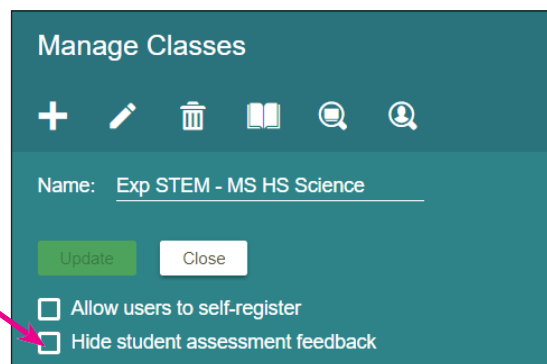 Manage Classes
Name: Exp STEM - MS HS Science
Update Close
Allow users to self-register
Hide student assessment feedback